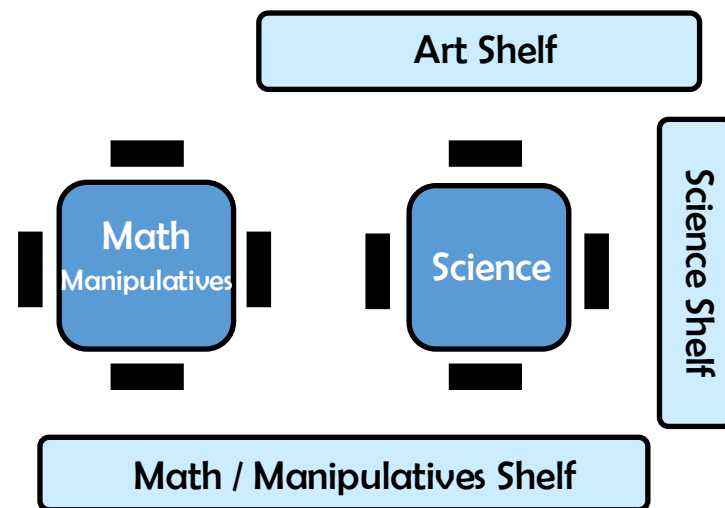 Art Shelf
Math
Manipulatives
Science
Science Shelf
Math / Manipulatives Shelf